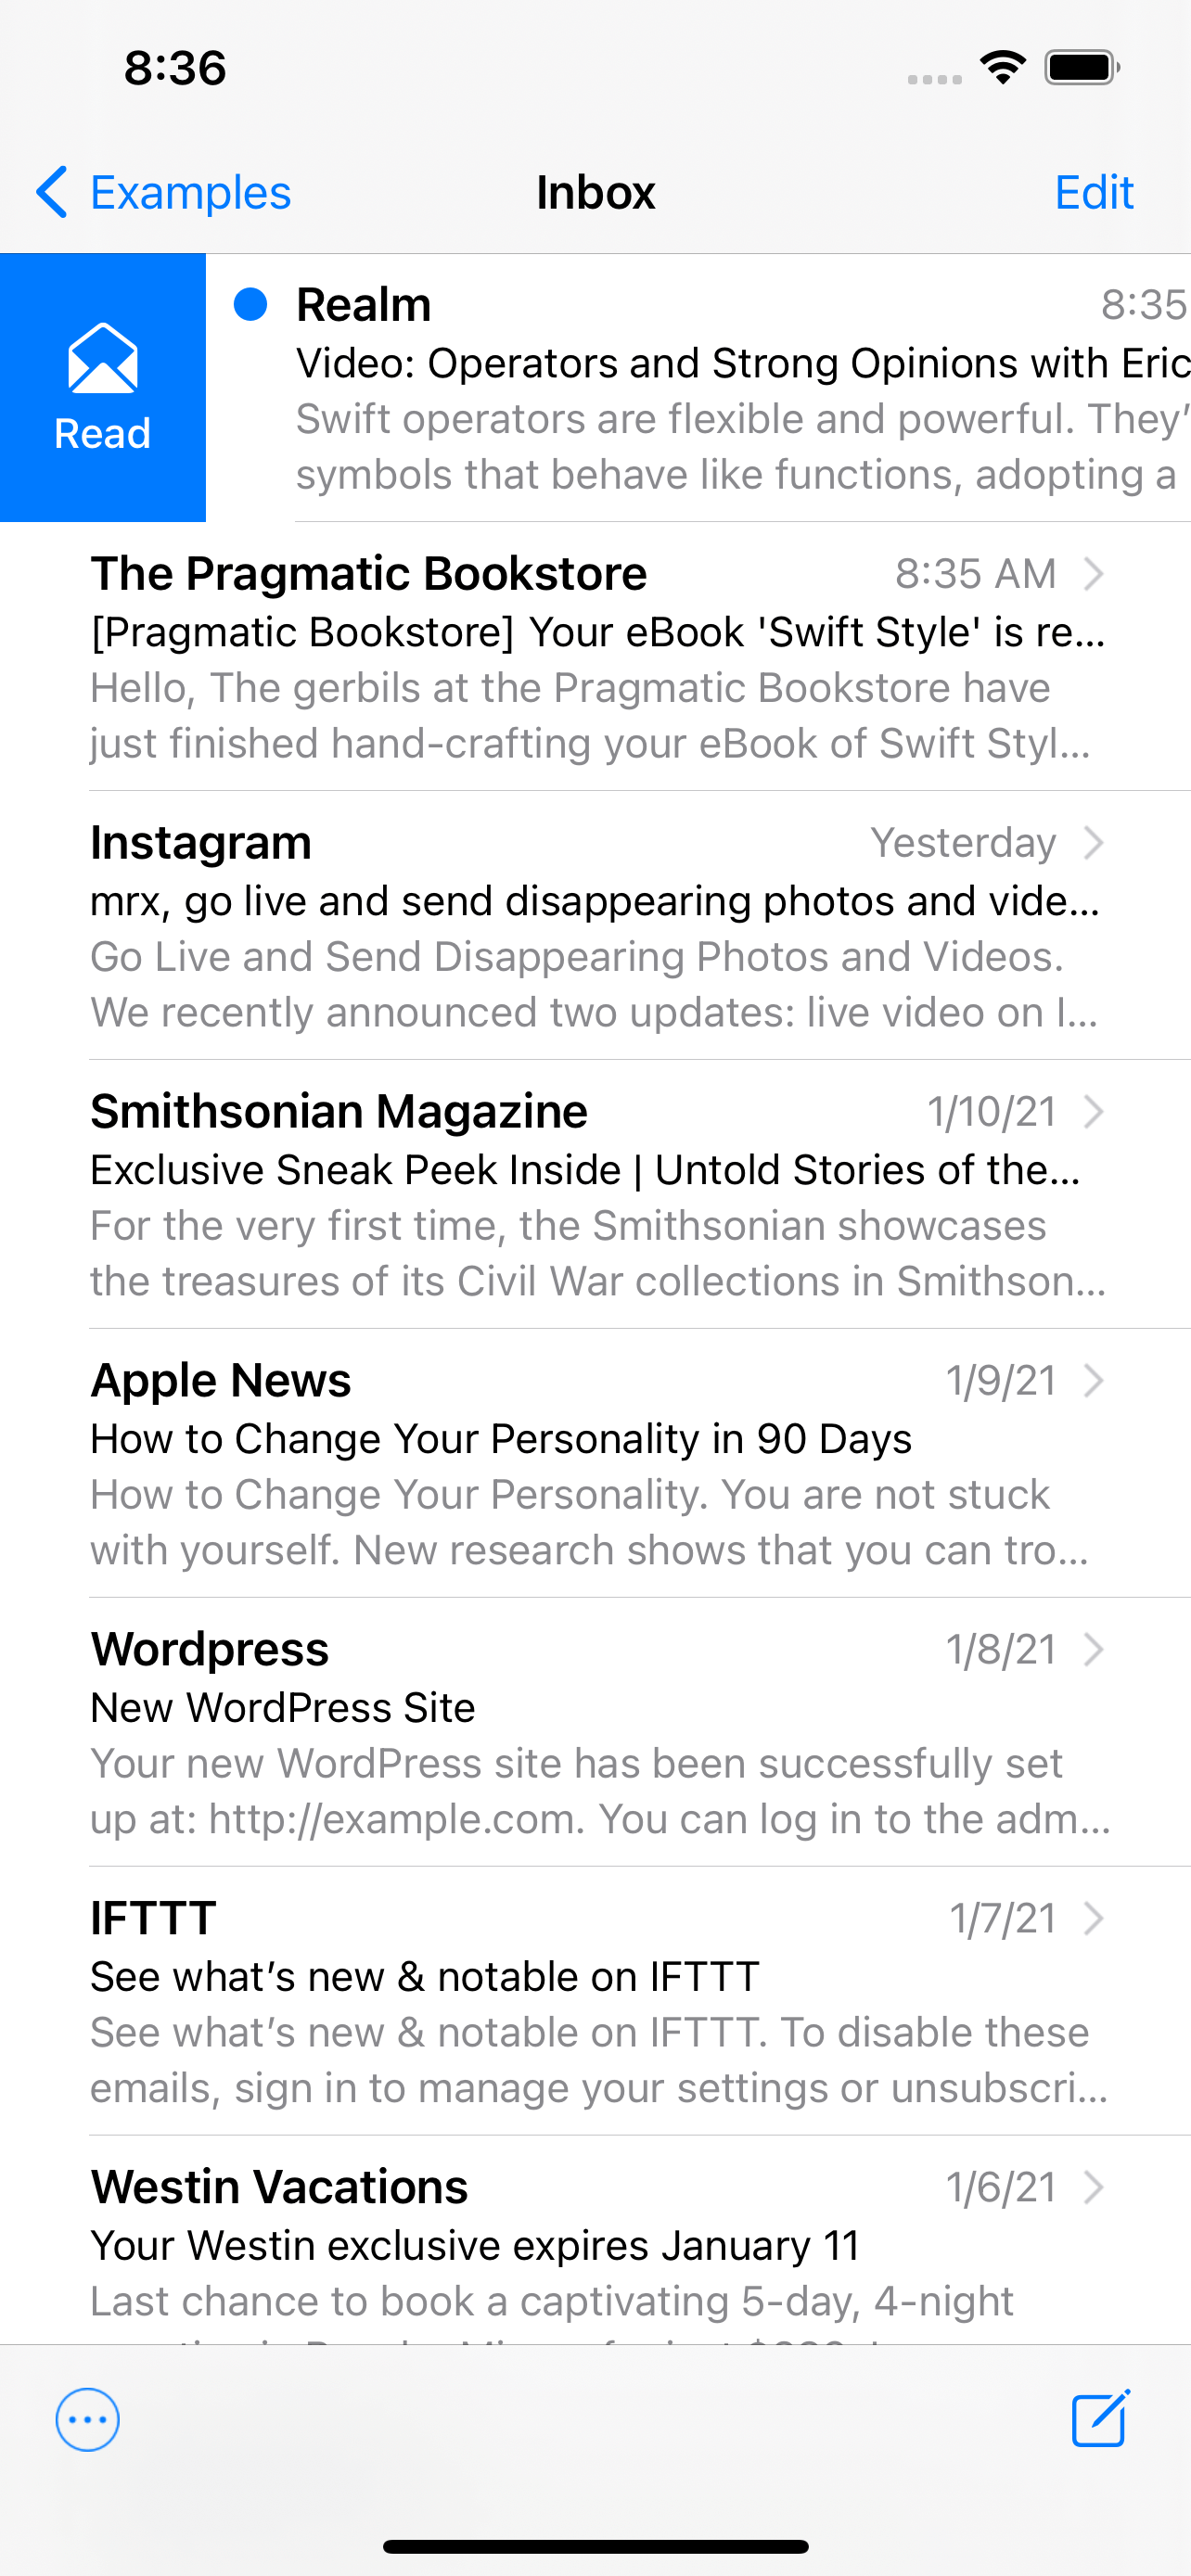 8:36
Examples
Inbox
Edit
Read
Realm
8:35
Video: Operators and Strong Opinions with Eric
Swift operators are flexible and powerful. They’
symbols that behave like functions, adopting a
The Pragmatic Bookstore
8:35 AM
[Pragmatic Bookstore] Your eBook 'Swift Style' is re...
Hello, The gerbils at the Pragmatic Bookstore have
just finished hand-crafting your eBook of Swift Styl...
Instagram
Yesterday
mrx, go live and send disappearing photos and vide...
Go Live and Send Disappearing Photos and Videos.
We recently announced two updates: live video on I...
Smithsonian Magazine
1/10/21
Exclusive Sneak Peek Inside | Untold Stories of the...
For the very first time, the Smithsonian showcases
the treasures of its Civil War collections in Smithson...
Apple News
1/9/21
How to Change Your Personality in 90 Days
How to Change Your Personality. You are not stuck
with yourself. New research shows that you can tro...
Wordpress
1/8/21
New WordPress Site
Your new WordPress site has been successfully set
up at: http://example.com. You can log in to the adm...
IFTTT
1/7/21
See what’s new & notable on IFTTT
See what’s new & notable on IFTTT. To disable these
emails, sign in to manage your settings or unsubscri...
Westin Vacations
1/6/21
Your Westin exclusive expires January 11
Last chance to book a captivating 5-day, 4-night